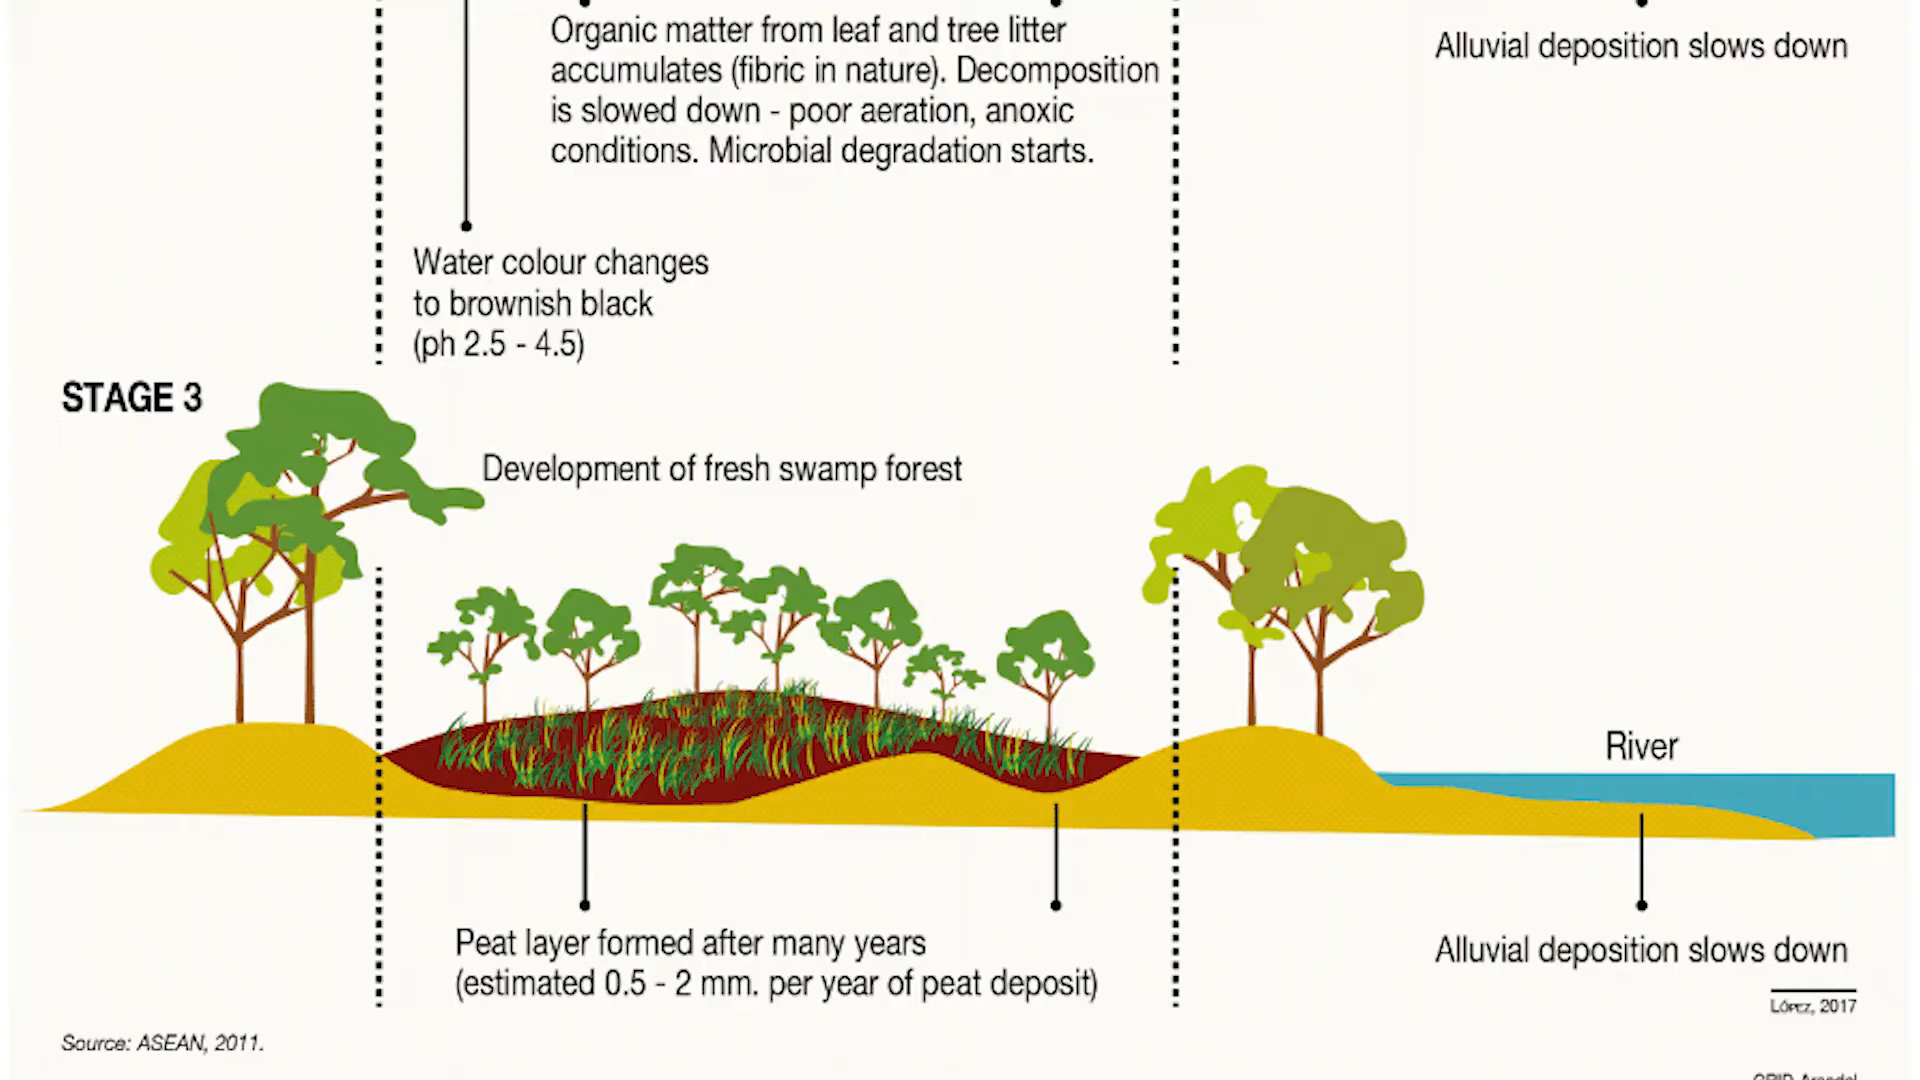 Organic matter from leaf and tree litter
accumulates (fibric in nature). Decomposition
is slowed down - poor aeration, anoxic
conditions. Microbial degradation starts.
Alluvial deposition slows down
Water colour changes
to brownish black
(ph 2.5 - 4.5)
STAGE 3
Development of fresh swamp forest
River
Peat layer formed after many years
(estimated 0.5 - 2 mm. per year of peat deposit)
Alluvial deposition slows down
López, 2017
Source: ASEAN, 2011.